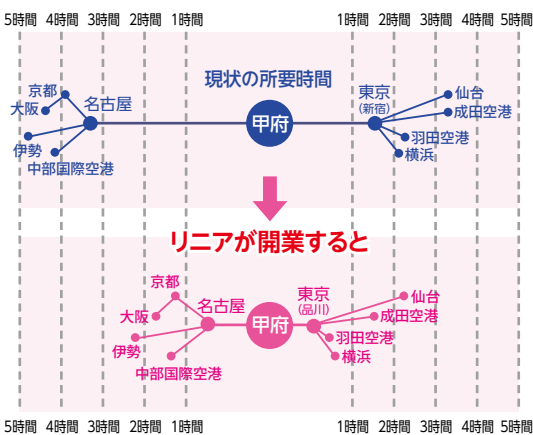 5時間 4時間 3時間 2時間 1時間 1時間 2時間 3時間 4時間 5時間
現状の所要時間
京都
大阪
名古屋
伊勢
中部国際空港
甲府
東京
(新宿)
仙台
成田空港
羽田空港
横浜
リニアが開業すると
京都
大阪
名古屋
伊勢
中部国際空港
甲府
東京
(品川)
仙台
成田空港
羽田空港
横浜
5時間 4時間 3時間 2時間 1時間 1時間 2時間 3時間 4時間 5時間